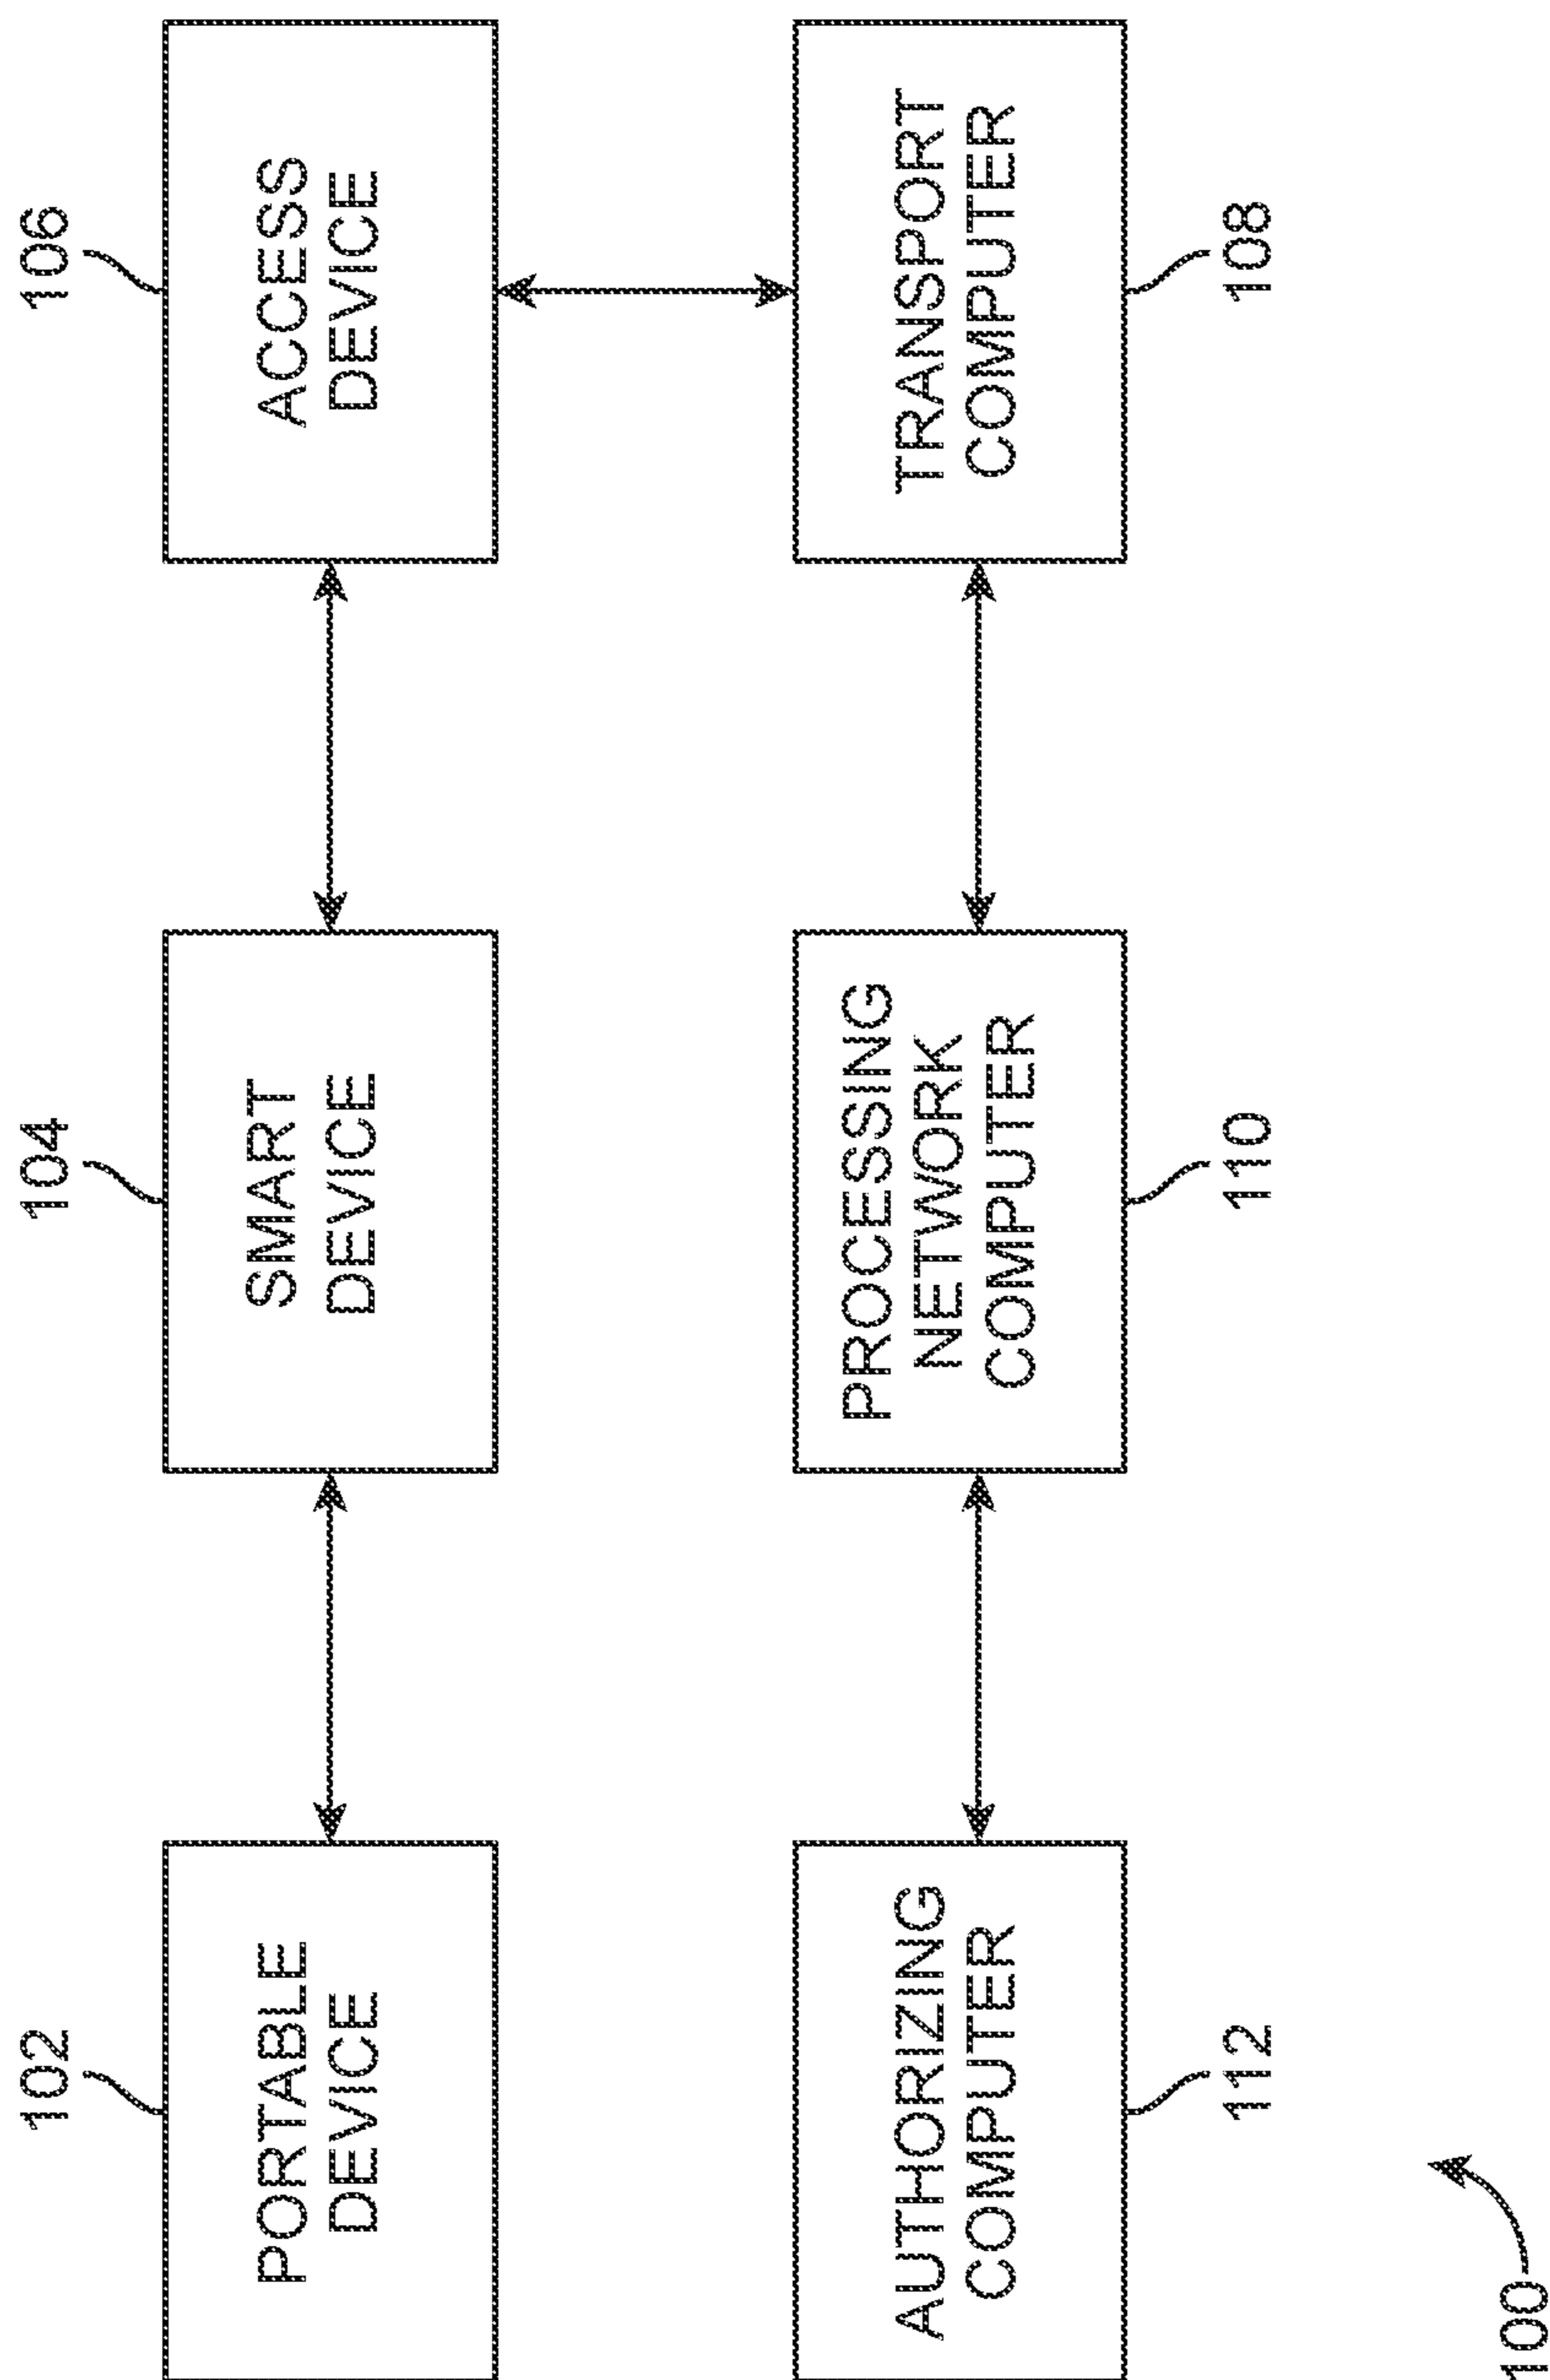 102
104
106
PORTABLE
DEVICE
SMART
DEVICE
ACCESS
DEVICE
AUTHORIZING
COMPUTER
PROCESSING
NETWORK
COMPUTER
TRANSPORT
COMPUTER
112
110
108
100